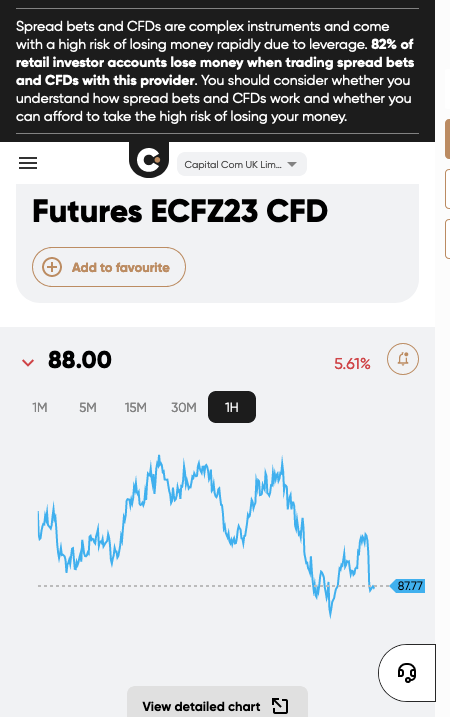 Spread bets and CFDs are complex instruments and come
with a high risk of losing money rapidly due to leverage. 82% of
retail investor accounts lose money when trading spread bets
and CFDs with this provider. You should consider whether you
understand how spread bets and CFDs work and whether you
can afford to take the high risk of losing your money.
Capital Com UK Lim...
Futures ECFZ23 CFD
Add to favourite
88.00
5.61%
1M 5M 15M 30M 1H
87.77
View detailed chart